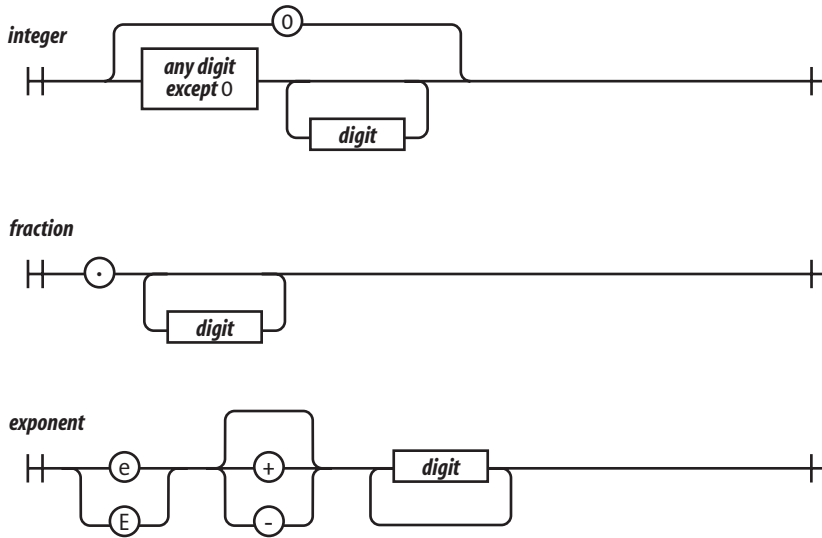 integer
0
any digit
except 0
digit
fraction
.
digit
exponent
e
+
digit
E
-